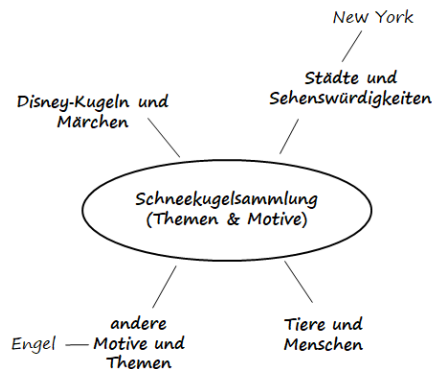 New York
Städte und
Sehenswürdigkeiten
Disney-Kugeln und
Märchen
Schneekugelsammlung
(Themen & Motive)
andere
Motive und
Themen
Engel
Tiere und
Menschen